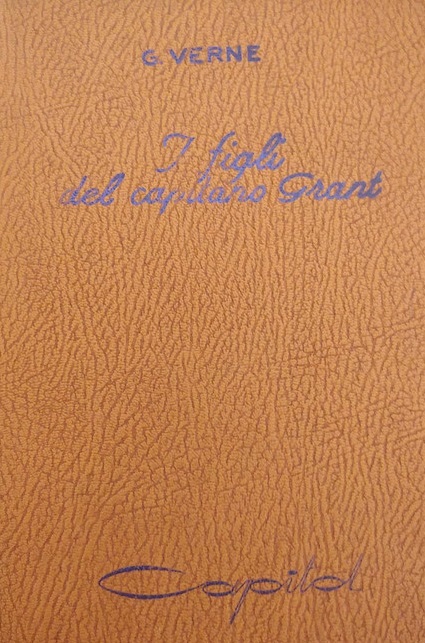 G. VERNE
I figli
del capitano Grant
Capitol